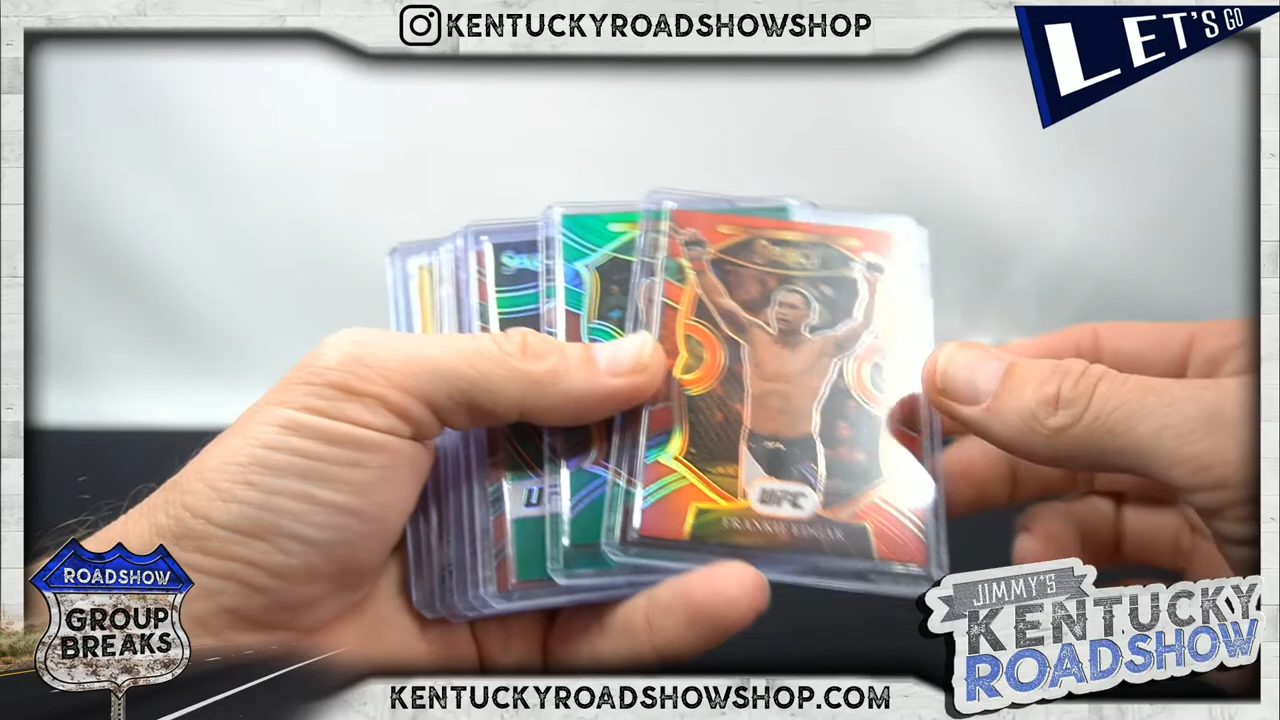 KENTUCKYROADSHOWSHOP
LET'S GO
UFC
FRANKIE EDGAR
ROADSHOW
GROUP
BREAKS
JIMMY'S
KENTUCKY
ROADSHOW
KENTUCKYROADSHOWSHOP.COM